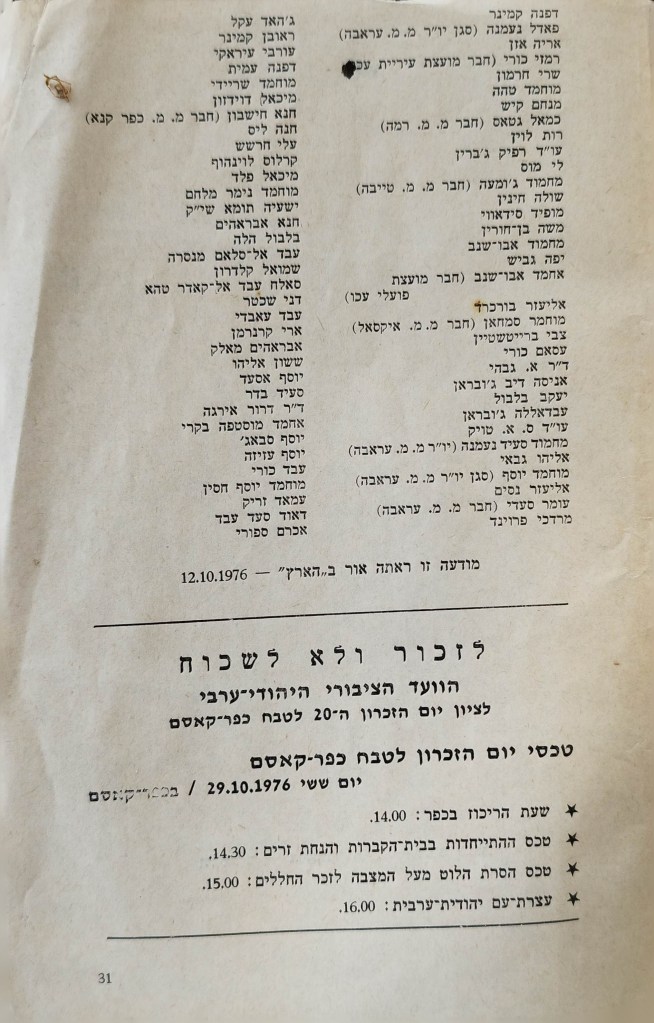 דפנה קמינר
פאדל נעמנה (סגן יו״ר מ. מ. עראבה)
אריה אזן
רמזי כורי (חבר מועצת עיריית עכו)
שרי חרמון
מוחמד טהה
מנחם קיש
כמאל גטאס (חבר מ. מ. רמה)
רות לוין
עו״ד רפיק ג׳ברין
לי מוס
מחמוד ג׳ומעה (חבר מ. מ. טייבה)
שולה חינין
מופיד סידאווי
משה בן־חורין
מחמוד אבו־שנב
יפה גביש
אחמד אבו־שנב (חבר מועצת
פועלי עכו)
אליעזר בורכרד
מוחמר סמחאן (חבר מ. מ. איקסאל)
צבי ברייטשטיין
עסאם כורי
ד״ר א. גבהי
אניסה דיב ג׳ובראן
יעקב בלבול
עבדאללה ג׳ובראן
עו״ד ס. א. טויק
מחמוד סעיד נעמנה (יו״ר מ. מ. עראבה)
אליהו גבאי
מוחמד יוסף (סגן יו״ר מ. מ. עראבה)
אליעזר נסים
עומר סעדי (חבר מ. מ. עראבה)
מרדכי פרוינד
ג׳האד עקל
ראובן קמינר
עורבי עיראקי
דפנה עמית
מוחמד שריידי
מיכאל דוידזון
חנא חישבון (חבר מ. מ. כפר קנא)
חנה ליס
עלי חרשש
קרלוס לוינהוף
מיכאל פלד
מוחמד נימר מלחם
ישעיה תומא שי״ק
חנא אבראהים
בלבול הלה
עבד אל־סלאם מנסרה
שמואל קלדרון
סאלח עבד אל־קאדר טהא
דני שכטר
עבד עאבדי
ארי קרנרמן
אבראהים מאלק
ששון אליהו
יוסף אסעד
סעיד בדר
ד״ר דרור אירגה
אחמד מוסטפה בקרי
יוסף סבאג׳
יוסף עזיזה
עבד כורי
מוחמד יוסף חסין
עמאד זריק
דאוד סעד עבד
אכרם ספורי
מודעה זו ראתה אור ב„הארץ״ — 12.10.1976
לזכור ולא לשכוח
הוועד הציבורי היהודי־ערבי
לציון יום הזכרון ה־20 לטבח כפר־קאסם
טכסי יום הזכרון לטבח כפר־קאסם
יום ששי 29.10.1976 / בכפר־קאסם
★ שעת הריכוז בכפר: 14.00.
★ טכס ההתייחדות בבית־הקברות והנחת זרים: 14.30.
★ טכס הסרת הלוט מעל המצבה לזכר החללים: 15.00.
★ עצרת־עם יהודית־ערבית: 16.00.
31